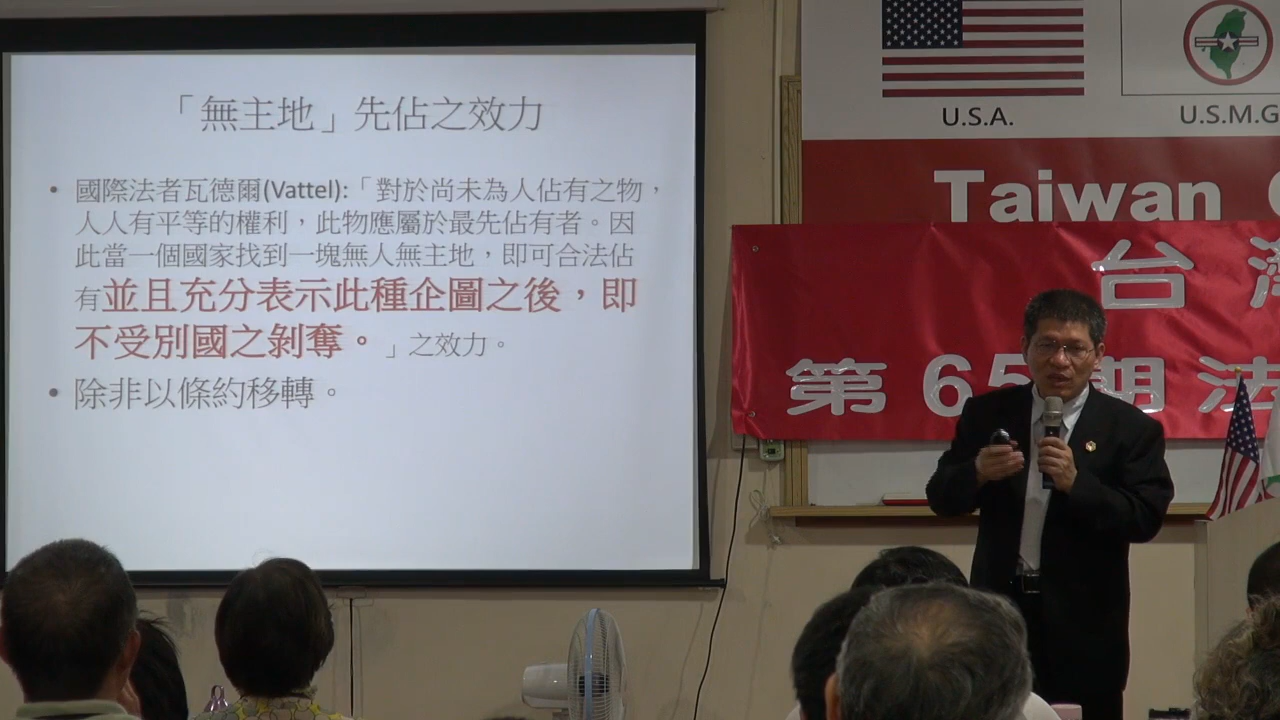 「無主地」先佔之效力
• 國際法者瓦德爾(Vattel):「對於尚未為人佔有之物，
人人有平等的權利，此物應屬於最先佔有者。因
此當一個國家找到一塊無人無主地，即可合法佔
有並且充分表示此種企圖之後，即
不受別國之剝奪。」之效力。
• 除非以條約移轉。
U.S.A.
U.S.M.G
Taiwan
台灣
第65期法